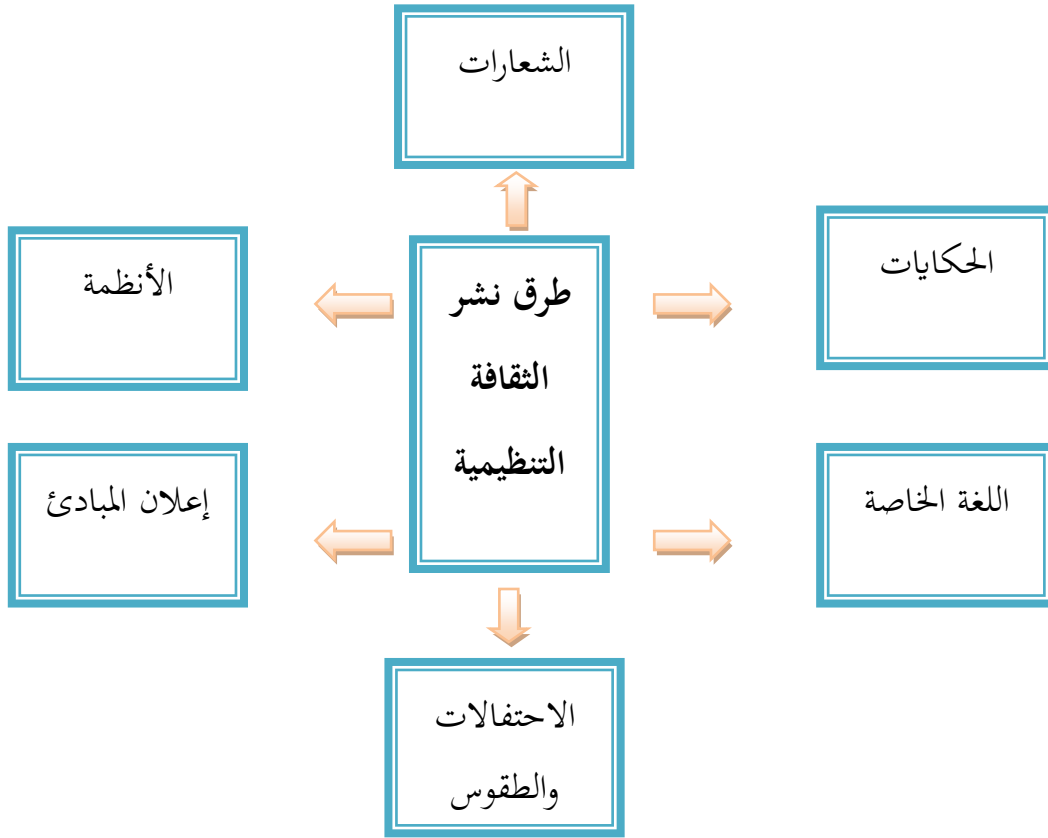 الشعارات
الحكايات
طرق نشر
الثقافة
التنظيمية
الأنظمة
اللغة الخاصة
إعلان المبادئ
الاحتفالات
والطقوس